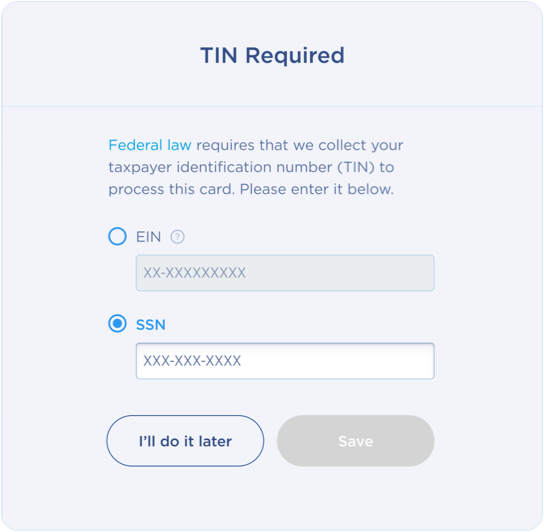 TIN Required
Federal law requires that we collect your
taxpayer identification number (TIN) to
process this card. Please enter it below.
EIN ?
XX-XXXXXXXXX
SSN
XXX-XXX-XXXX
I'll do it later
Save